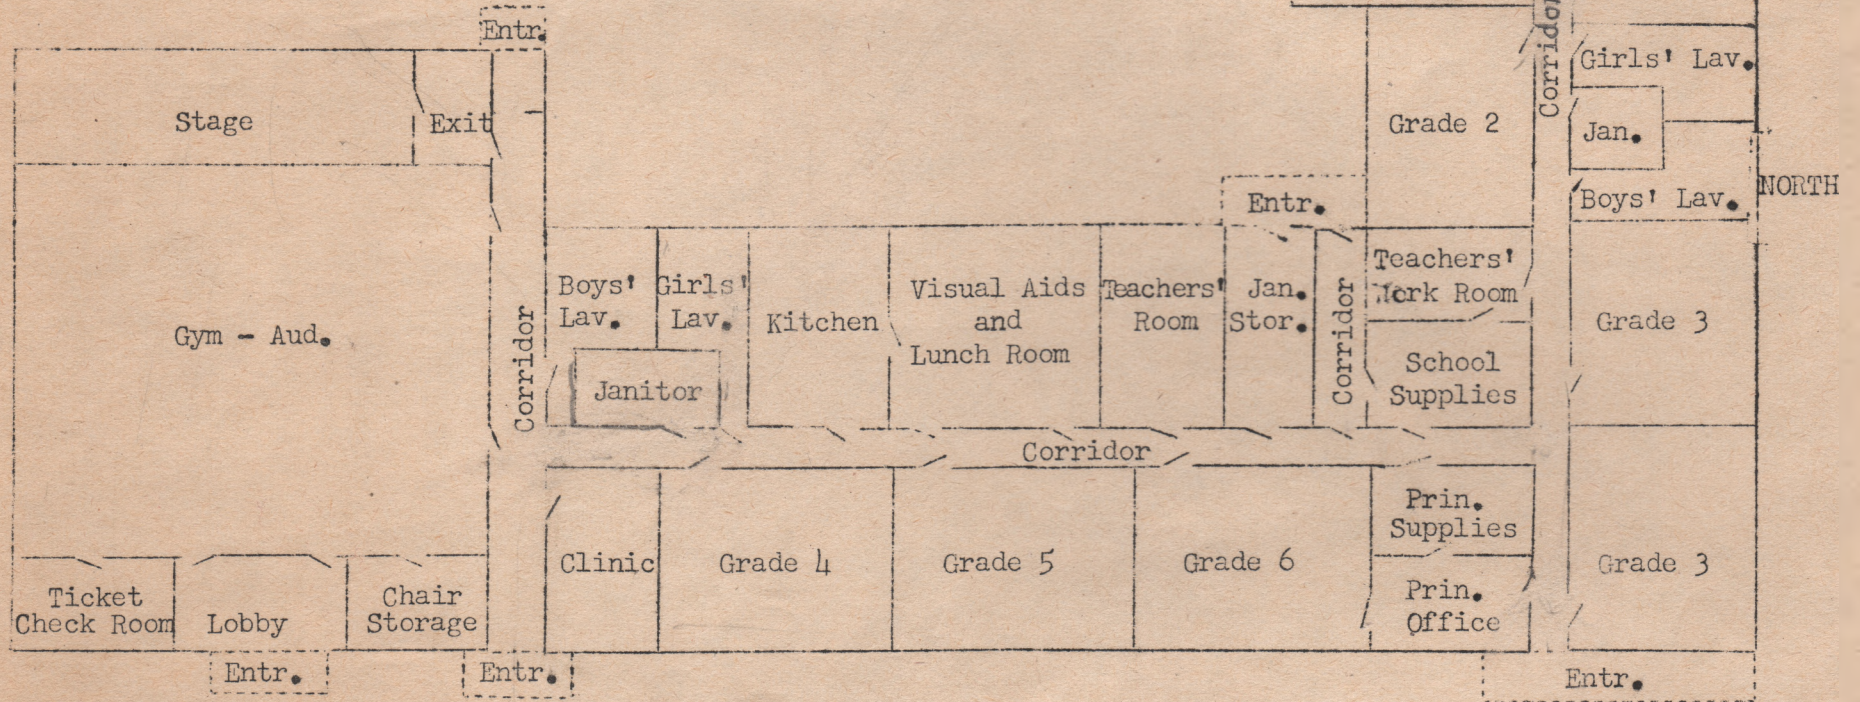 Entr.
Corridor
Girls' Lav.
Stage
Exit
Grade 2
Jan.
NORTH
Entr.
Boys' Lav.
Gym - Aud.
Corridor
Boys'
Lav.
Girls'
Lav.
Janitor
Kitchen
Visual Aids
and
Lunch Room
Teachers'
Room
Jan.
Stor.
Corridor
Teachers'
Work Room
School
Supplies
Grade 3
Corridor
Ticket
Check Room
Lobby
Chair
Storage
Clinic
Grade 4
Grade 5
Grade 6
Prin.
Supplies
Prin.
Office
Grade 3
Entr.
Entr.
Entr.